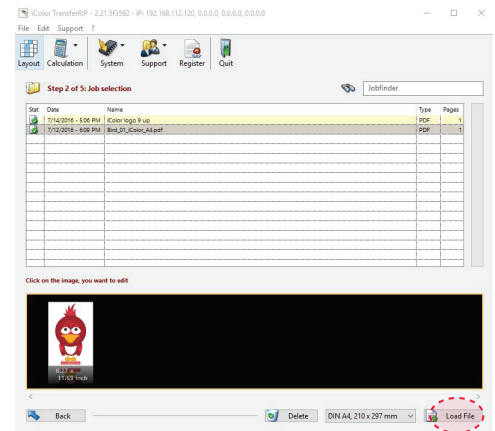 iColor TransferRIP - 2.21.5f3592 - IP: 192.168.112.120, 0.0.0.0, 0.0.0.0, 0.0.0.0
File Edit Support ?
Layout Calculation System Support Register Quit
Step 2 of 5: Job selection Jobfinder
Stat Date Name Type Pages
7/14/2016 - 5:06 PM iColor logo 9 up PDF 1
7/12/2016 - 6:09 PM Bird_01_iColor_A4.pdf PDF 1
Click on the image, you want to edit
8.27 x
11.69 Inch
Back Delete DIN A4, 210 x 297 mm Load File